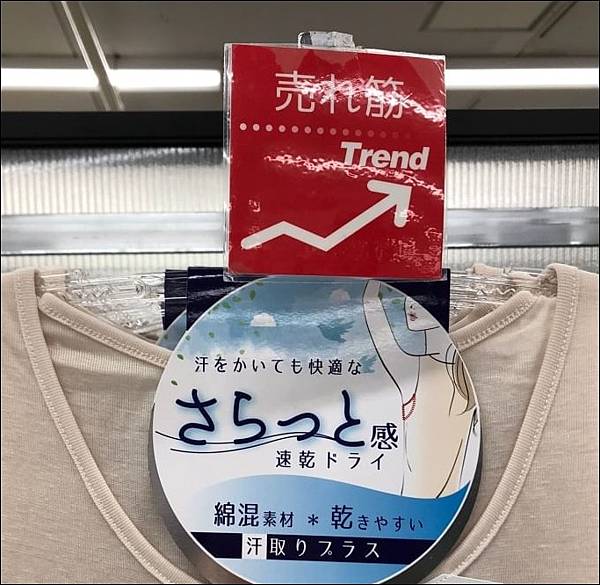 売れ筋
Trend
汗をかいても快適な
さらっと感
速乾ドライ
綿混素材 * 乾きやすい
汗取りプラス